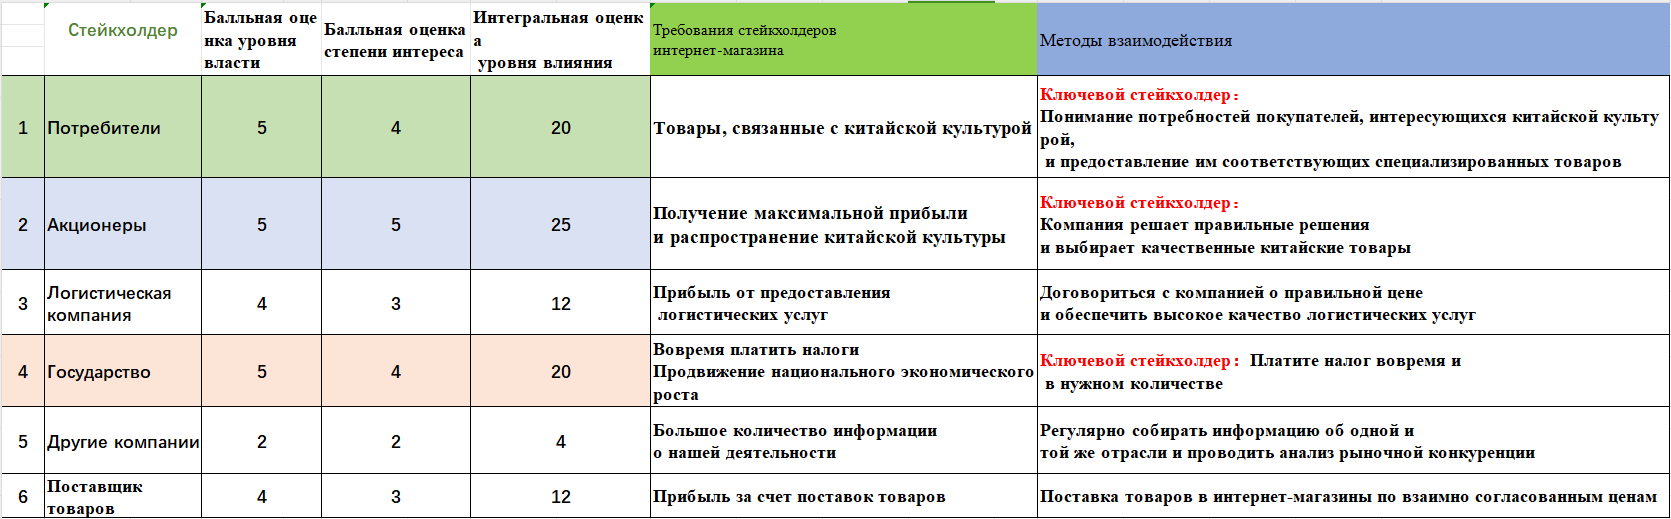 Стейкхолдер
Балльная оце
нка уровня
власти
Балльная оценка
степени интереса
Интегральная оценк
а
уровня влияния
Требования стейкхолдеров
интернет-магазина
Методы взаимодействия
1
Потребители
5
4
20
Товары, связанные с китайской культурой
Ключевой стейкхолдер：
Понимание потребностей покупателей, интересующихся китайской культу
рой,
и предоставление им соответствующих специализированных товаров
2
Акционеры
5
5
25
Получение максимальной прибыли
и распространение китайской культуры
Ключевой стейкхолдер：
Компания решает правильные решения
и выбирает качественные китайские товары
3
Логистическая
компания
4
3
12
Прибыль от предоставления
логистических услуг
Договориться с компанией о правильной цене
и обеспечить высокое качество логистических услуг
4
Государство
5
4
20
Вовремя платить налоги
Продвижение национального экономического
роста
Ключевой стейкхолдер：Платите налог вовремя и
в нужном количестве
5
Другие компании
2
2
4
Большое количество информации
о нашей деятельности
Регулярно собирать информацию об одной и
той же отрасли и проводить анализ рыночной конкуренции
6
Поставщик
товаров
4
3
12
Прибыль за счет поставок товаров
Поставка товаров в интернет-магазины по взаимно согласованным ценам